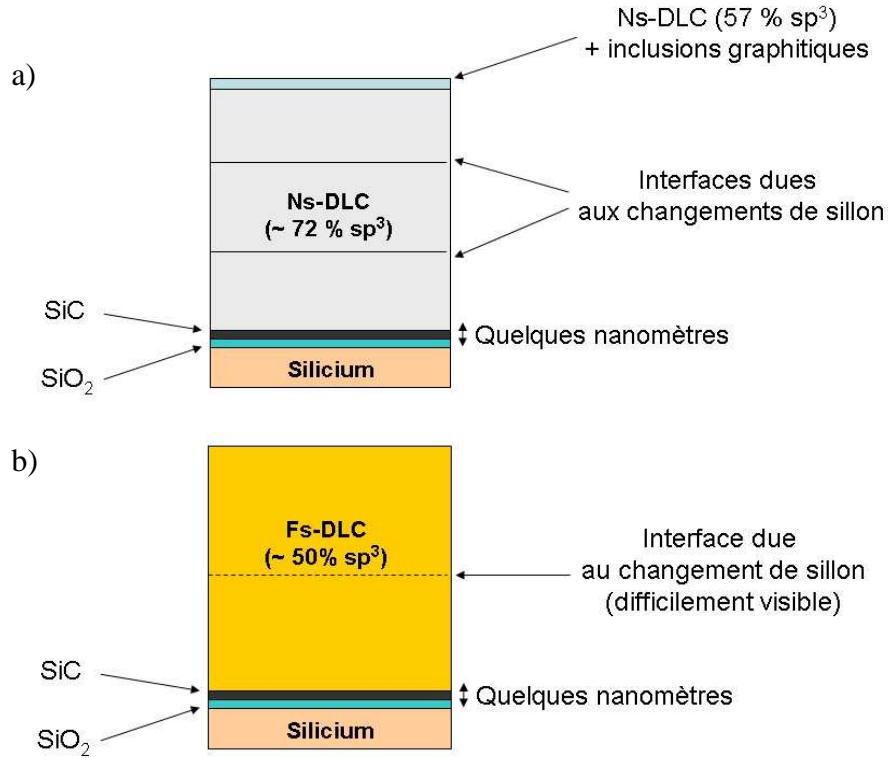 a)
Ns-DLC (57 % sp³)
+ inclusions graphitiques
Interfaces dues
aux changements de sillon
Ns-DLC
(~ 72 % sp³)
SiC
Quelques nanomètres
SiO₂
Silicium
b)
Fs-DLC
(~ 50% sp³)
Interface due
au changement de sillon
(difficilement visible)
SiC
Quelques nanomètres
SiO₂
Silicium